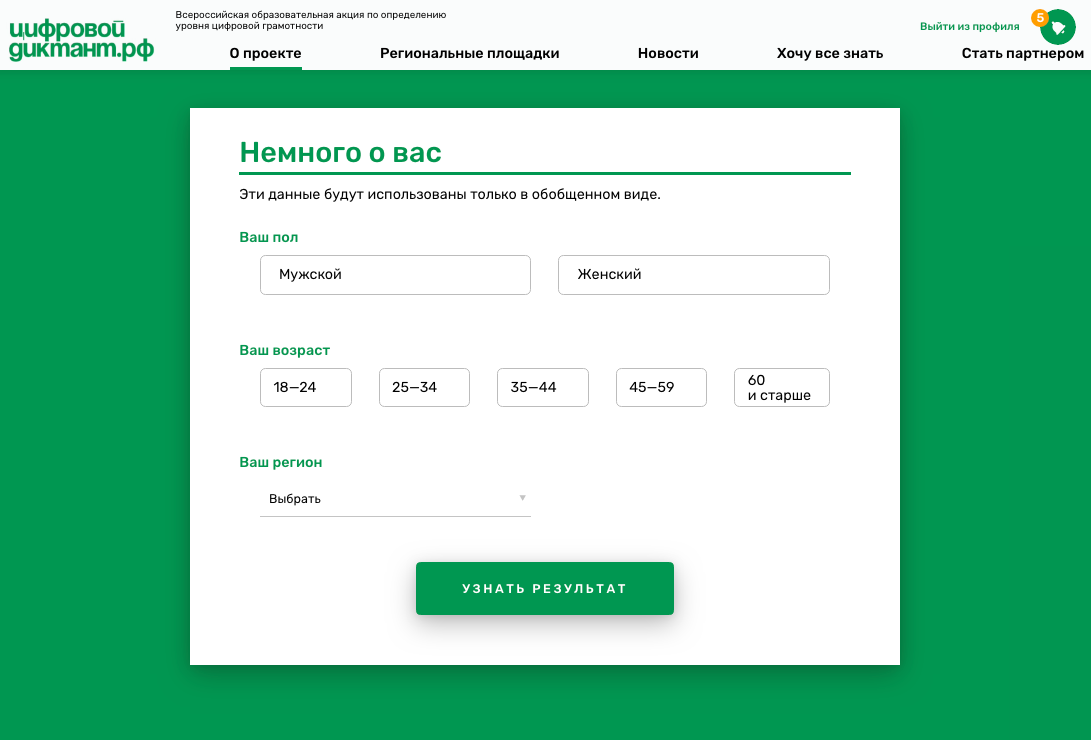 цифровой
диктант.рф
Всероссийская образовательная акция по определению
уровня цифровой грамотности
Выйти из профиля
5
О проекте
Региональные площадки
Новости
Хочу все знать
Стать партнером
Немного о вас
Эти данные будут использованы только в обобщенном виде.
Ваш пол
Мужской
Женский
Ваш возраст
18—24
25—34
35—44
45—59
60
и старше
Ваш регион
Выбрать
УЗНАТЬ РЕЗУЛЬТАТ